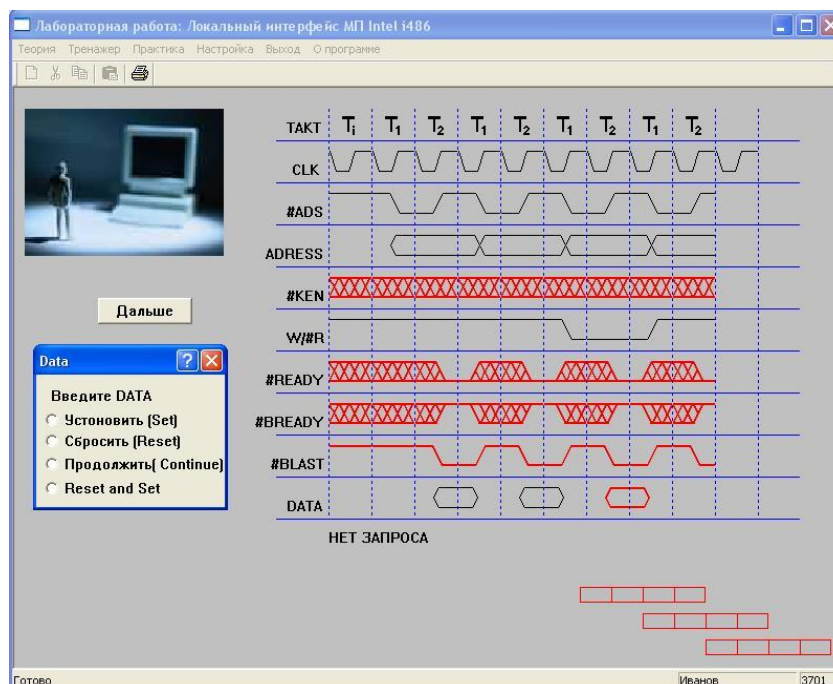 Лабораторная работа: Локальный интерфейс МП Intel i486
Теория Тренажер Практика Настройка Выход О программе
ТАКТ Ti T1 T2 T1 T2 T1 T2 T1 T2
CLK
#ADS
ADRESS
#KEN
W/#R
#READY
#BREADY
#BLAST
DATA
НЕТ ЗАПРОСА
Дальше
Data
Введите DATA
Устоновить (Set)
Сбросить (Reset)
Продолжить( Continue)
Reset and Set
Готово
Иванов
3701